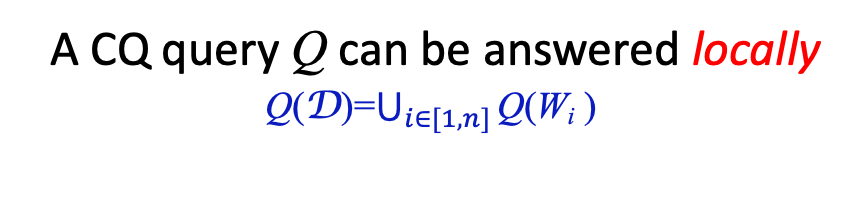 A CQ query Q can be answered locally
Q(𝒟)=∪i∈[1,n] Q(Wi )